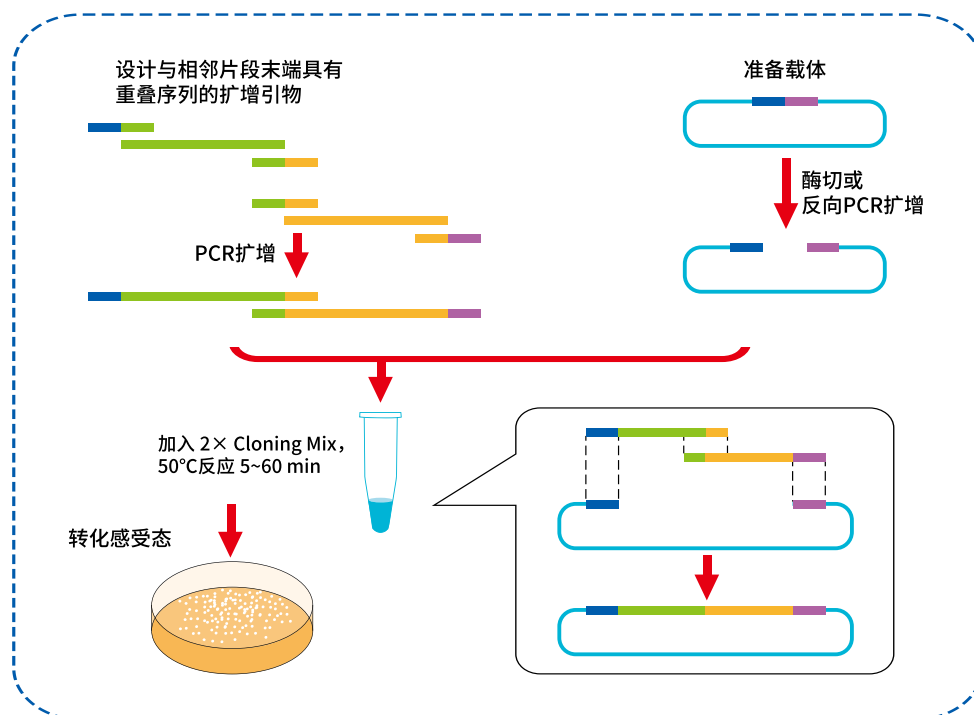 设计与相邻片段末端具有
重叠序列的扩增引物
准备载体
酶切或
反向PCR扩增
PCR扩增
加入 2× Cloning Mix，
50℃反应 5~60 min
转化感受态